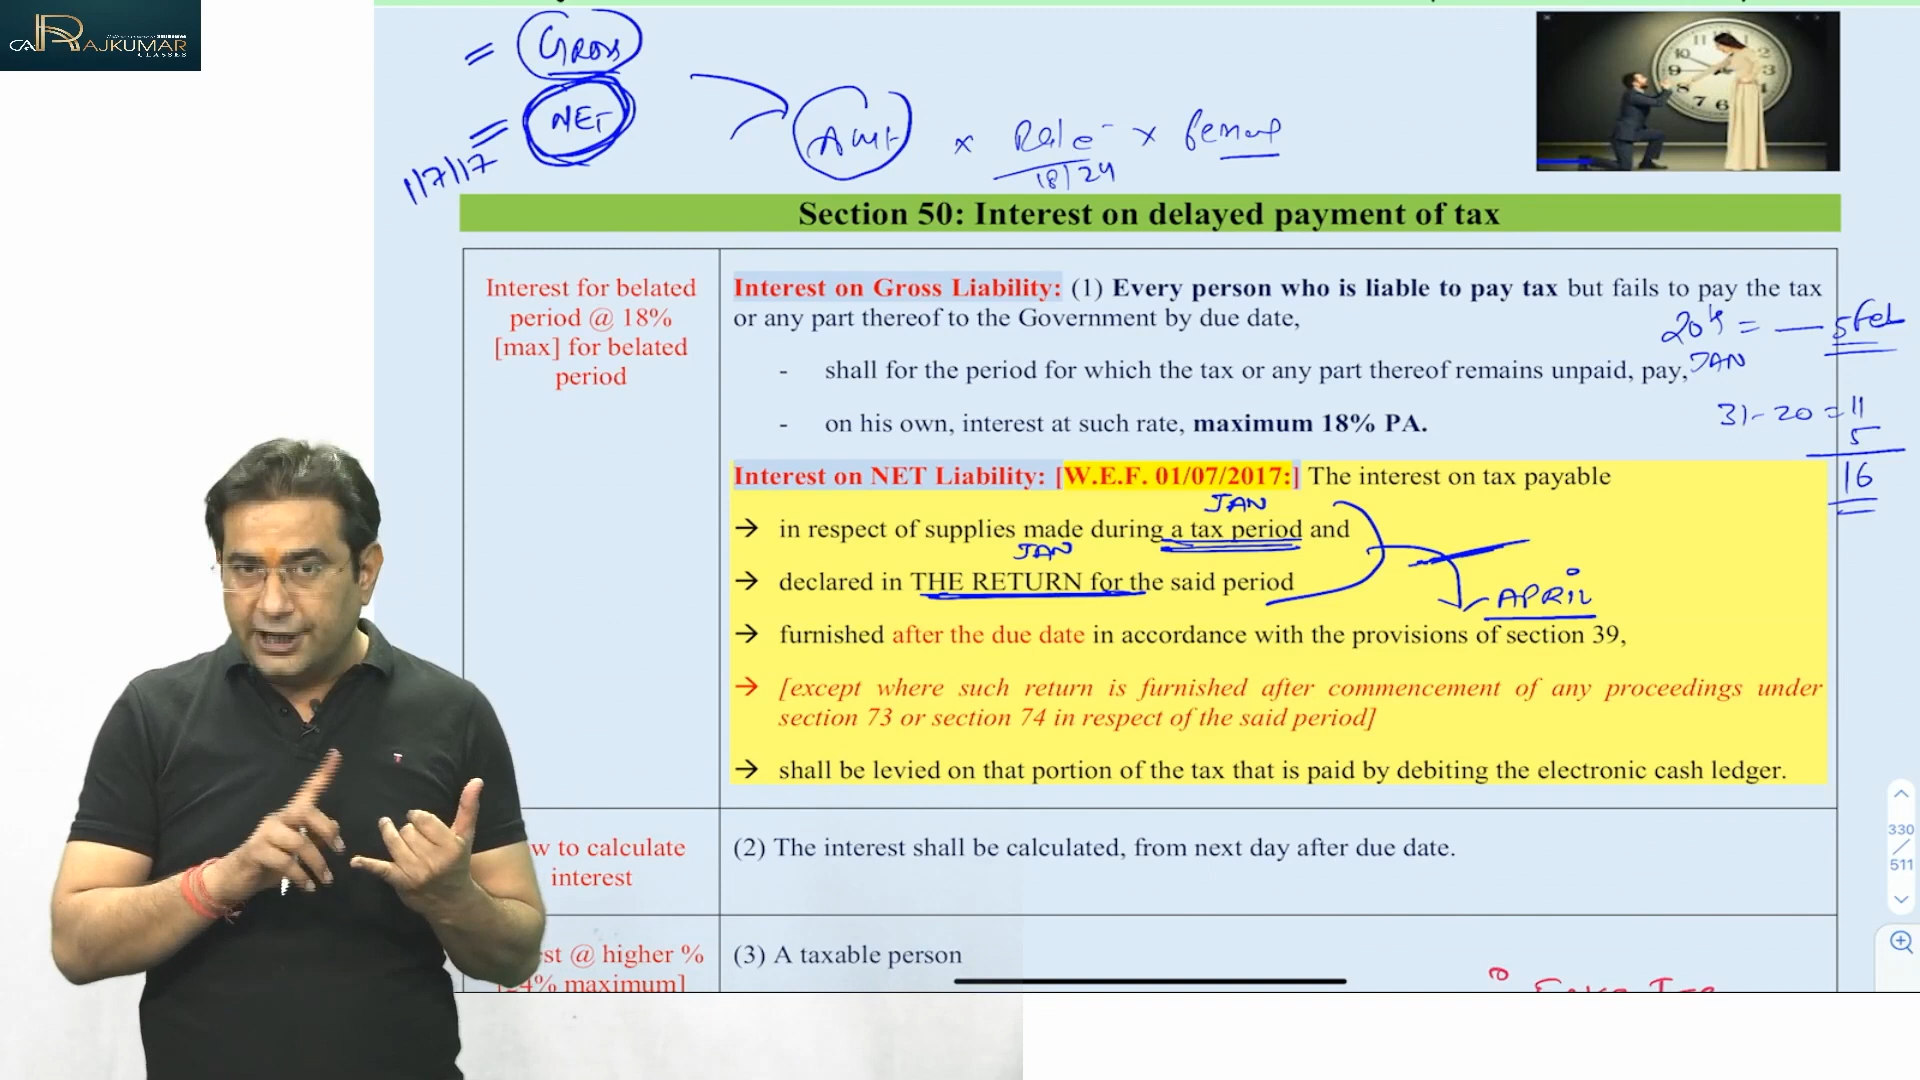 CA RAJKUMAR
CLASSES
= GROSS
= NET
1/7/17
Amt × Rate × Period
18/24
Section 50: Interest on delayed payment of tax
Interest for belated
period @ 18%
[max] for belated
period
Interest on Gross Liability: (1) Every person who is liable to pay tax but fails to pay the tax
or any part thereof to the Government by due date,
- shall for the period for which the tax or any part thereof remains unpaid, pay,
- on his own, interest at such rate, maximum 18% PA.
20th = — 5 Feb
JAN
31-20 = 11
5
16
Interest on NET Liability: [W.E.F. 01/07/2017:] The interest on tax payable
JAN
→ in respect of supplies made during a tax period and
JAN
→ declared in THE RETURN for the said period
APRIL
→ furnished after the due date in accordance with the provisions of section 39,
→ [except where such return is furnished after commencement of any proceedings under
section 73 or section 74 in respect of the said period]
→ shall be levied on that portion of the tax that is paid by debiting the electronic cash ledger.
w to calculate
interest
(2) The interest shall be calculated, from next day after due date.
st @ higher %
4% maximum]
(3) A taxable person
330
/
511